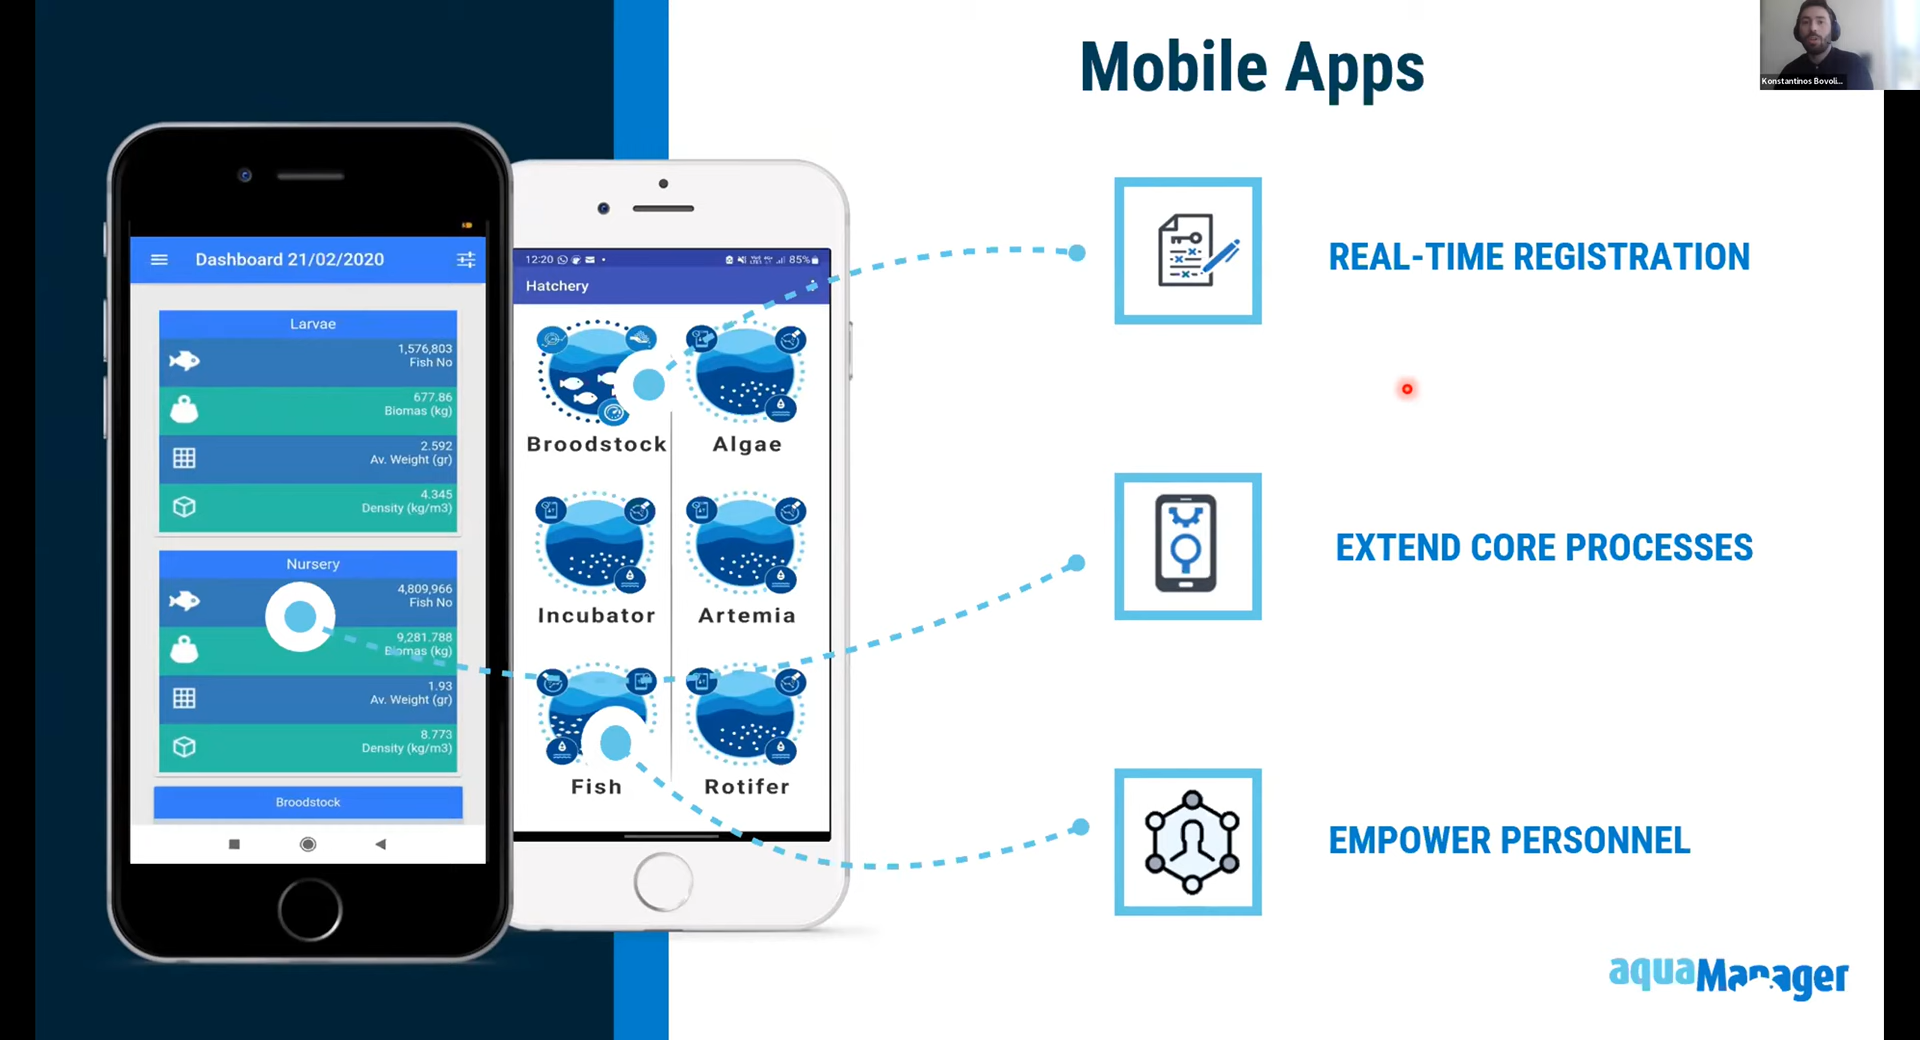 Mobile Apps
Konstantinos Bovoli...
Dashboard 21/02/2020
Larvae
1,576,803
Fish No
677.86
Biomas (kg)
2.592
Av. Weight (gr)
4.345
Density (kg/m3)
Nursery
4,809,966
Fish No
9,281.788
Biomas (kg)
1.93
Av. Weight (gr)
8.773
Density (kg/m3)
Broodstock
12:20
85%
Hatchery
Broodstock
Algae
Incubator
Artemia
Fish
Rotifer
REAL-TIME REGISTRATION
EXTEND CORE PROCESSES
EMPOWER PERSONNEL
aquaManager